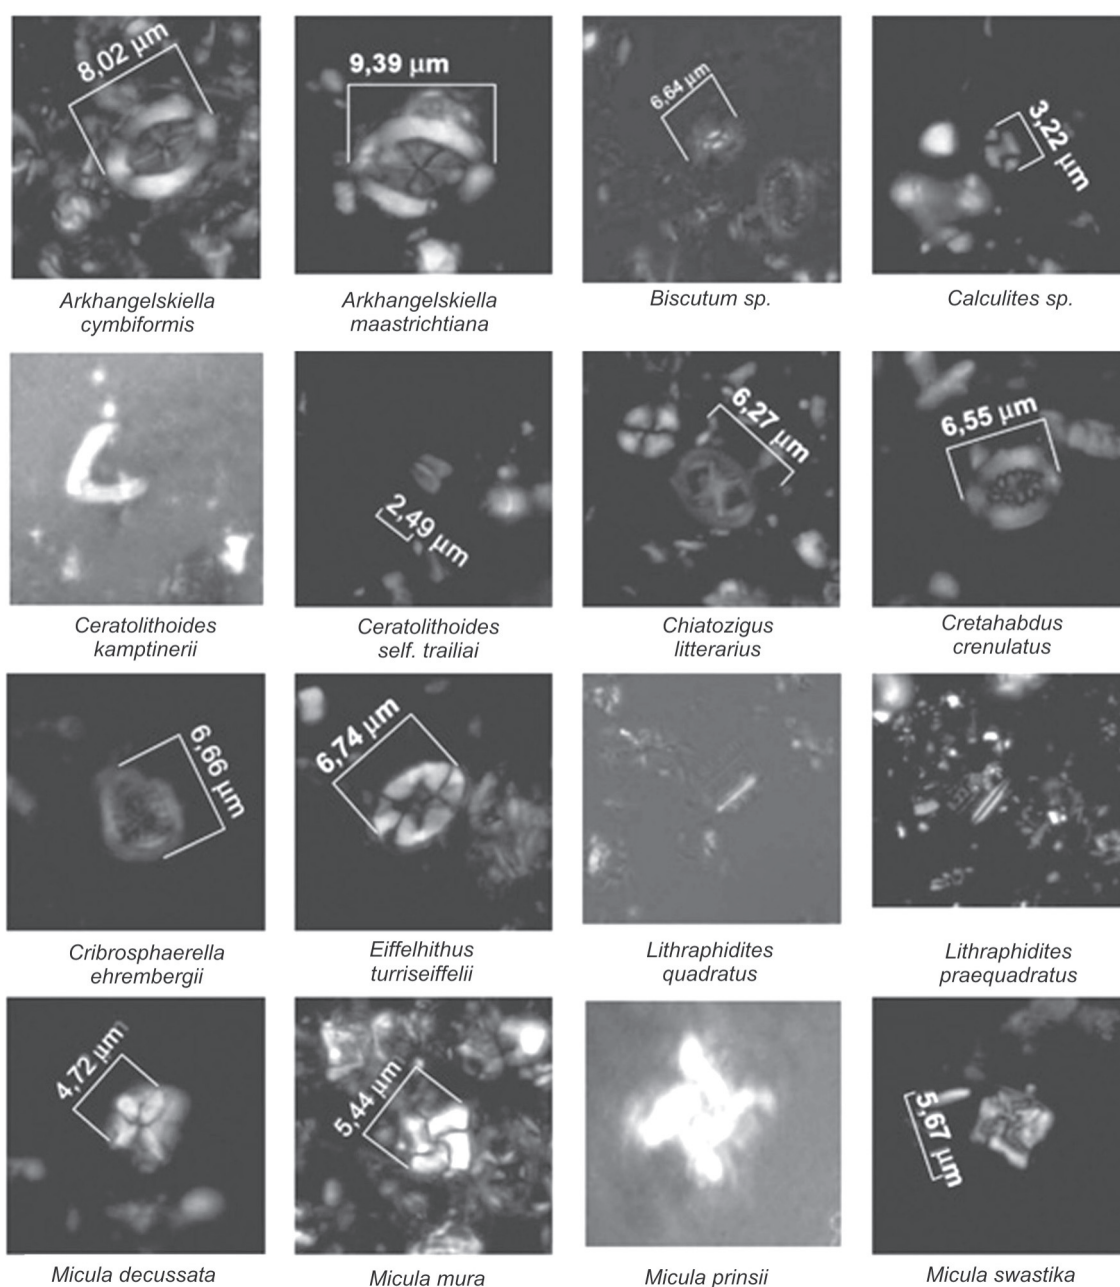 8,02 µm
9,39 µm
6,64 µm
3,22 µm
Arkhangelskiella
cymbiformis
Arkhangelskiella
maastrichtiana
Biscutum sp.
Calculites sp.
2,49 µm
6,27 µm
6,55 µm
Ceratolithoides
kamptinerii
Ceratolithoides
self. trailiai
Chiatozigus
litterarius
Cretahabdus
crenulatus
6,66 µm
6,74 µm
Cribrosphaerella
ehrembergii
Eiffelhithus
turriseiffelii
Lithraphidites
quadratus
Lithraphidites
praequadratus
4,72 µm
5,44 µm
5,67 µm
Micula decussata
Micula mura
Micula prinsii
Micula swastika